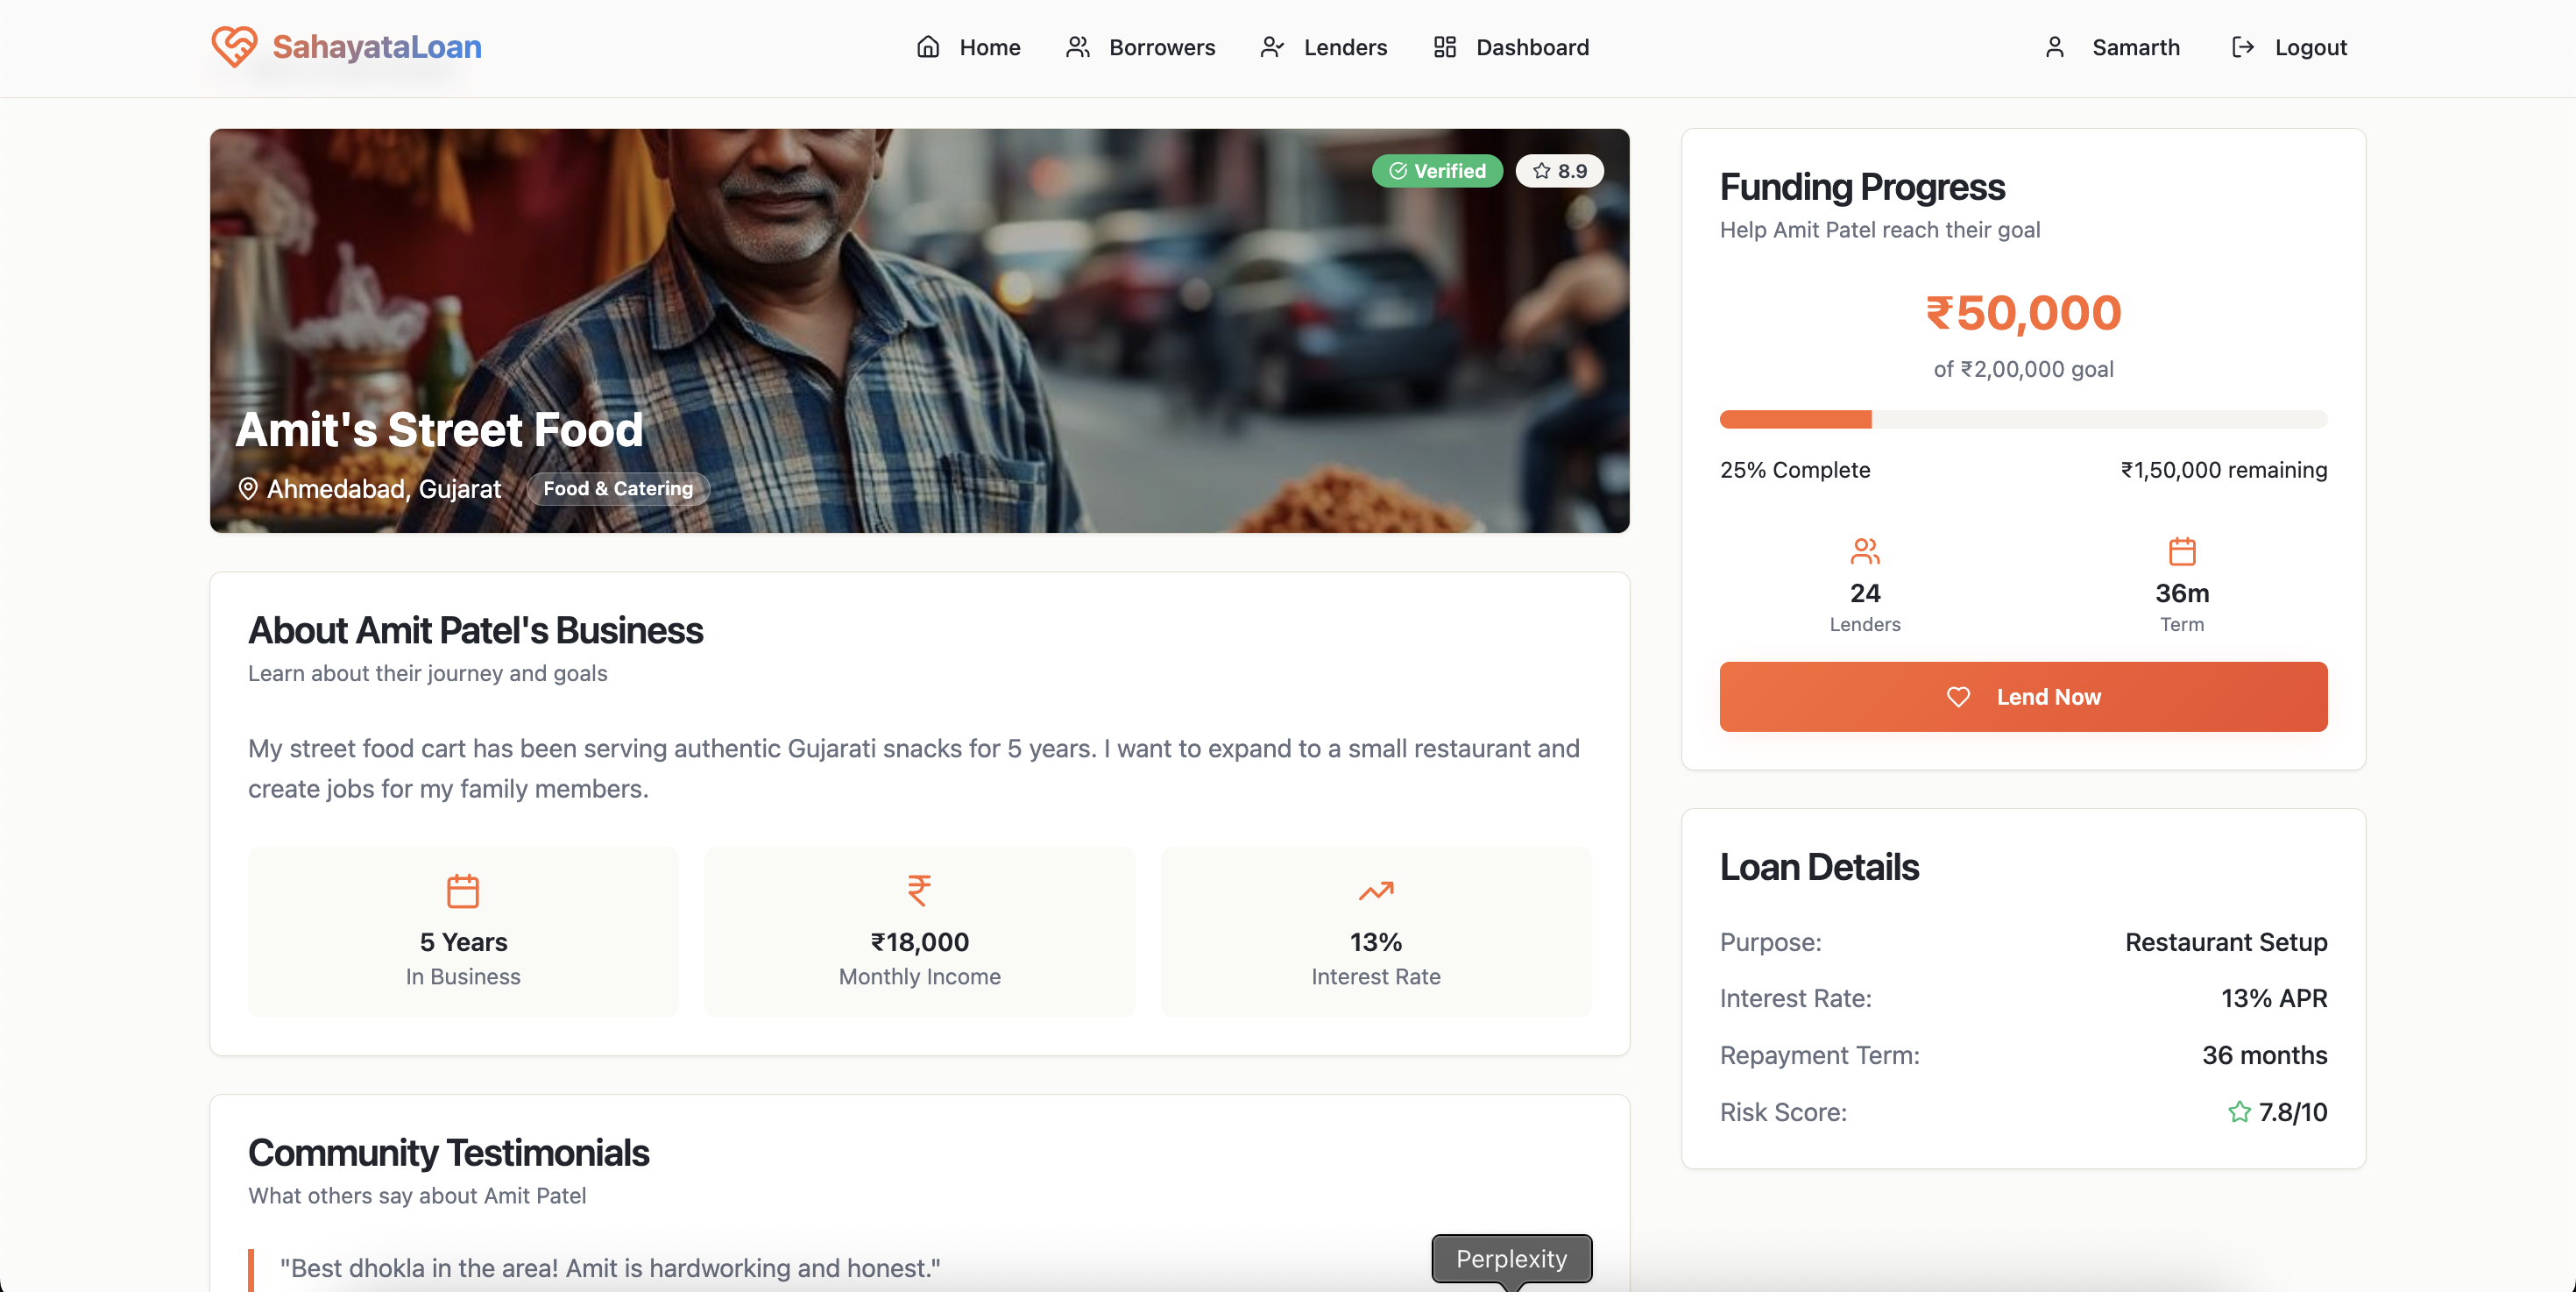 SahayataLoan
Home
Borrowers
Lenders
Dashboard
Samarth
Logout
Verified
8.9
Amit's Street Food
Ahmedabad, Gujarat
Food & Catering
About Amit Patel's Business
Learn about their journey and goals
My street food cart has been serving authentic Gujarati snacks for 5 years. I want to expand to a small restaurant and
create jobs for my family members.
5 Years
In Business
₹18,000
Monthly Income
13%
Interest Rate
Community Testimonials
What others say about Amit Patel
"Best dhokla in the area! Amit is hardworking and honest."
Perplexity
Funding Progress
Help Amit Patel reach their goal
₹50,000
of ₹2,00,000 goal
25% Complete
₹1,50,000 remaining
24
Lenders
36m
Term
Lend Now
Loan Details
Purpose:
Restaurant Setup
Interest Rate:
13% APR
Repayment Term:
36 months
Risk Score:
7.8/10